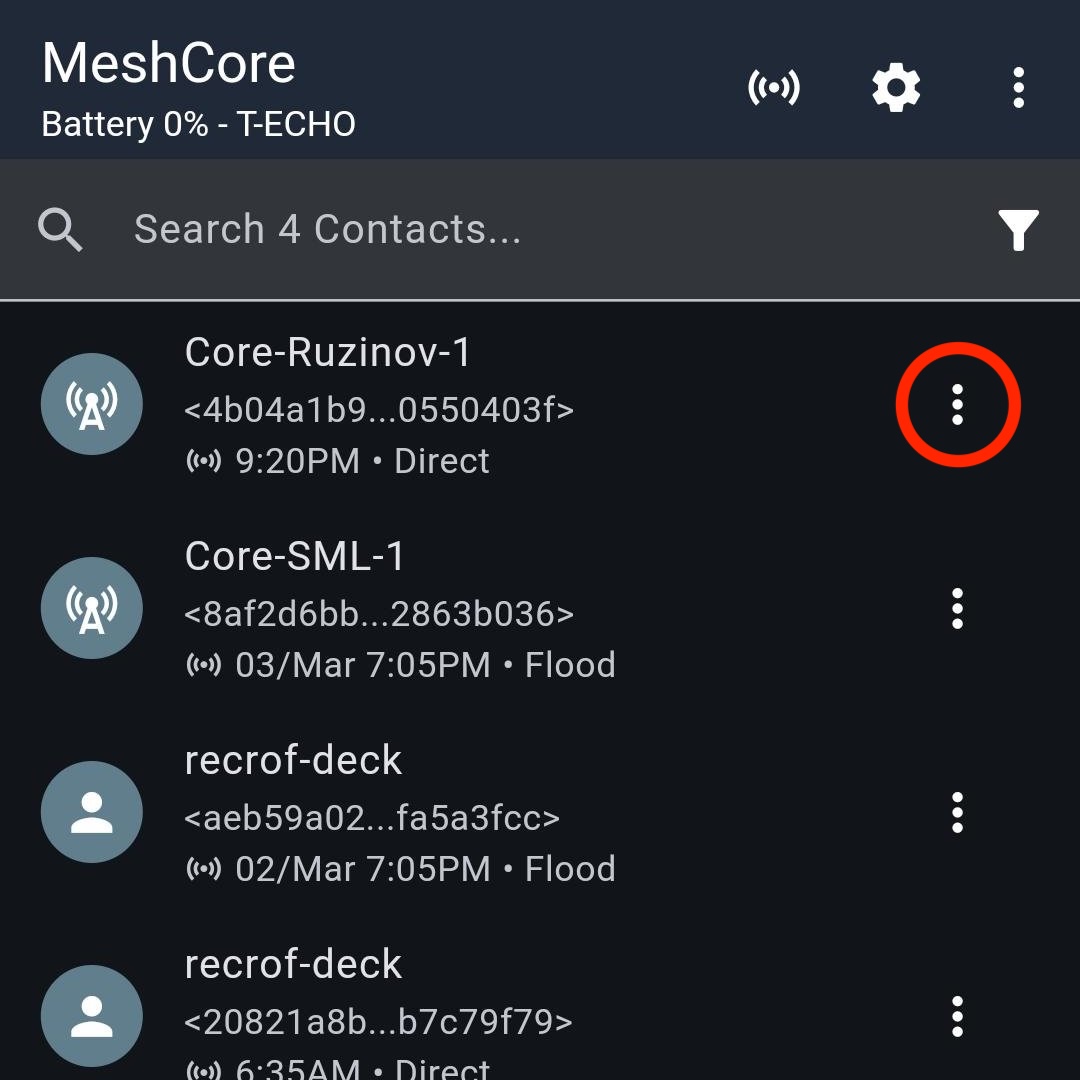 MeshCore
Battery 0% - T-ECHO
Search 4 Contacts...
Core-Ruzinov-1
<4b04a1b9...0550403f>
9:20PM • Direct
Core-SML-1
<8af2d6bb...2863b036>
03/Mar 7:05PM • Flood
recrof-deck
<aeb59a02...fa5a3fcc>
02/Mar 7:05PM • Flood
recrof-deck
<20821a8b...b7c79f79>
6:35AM • Direct